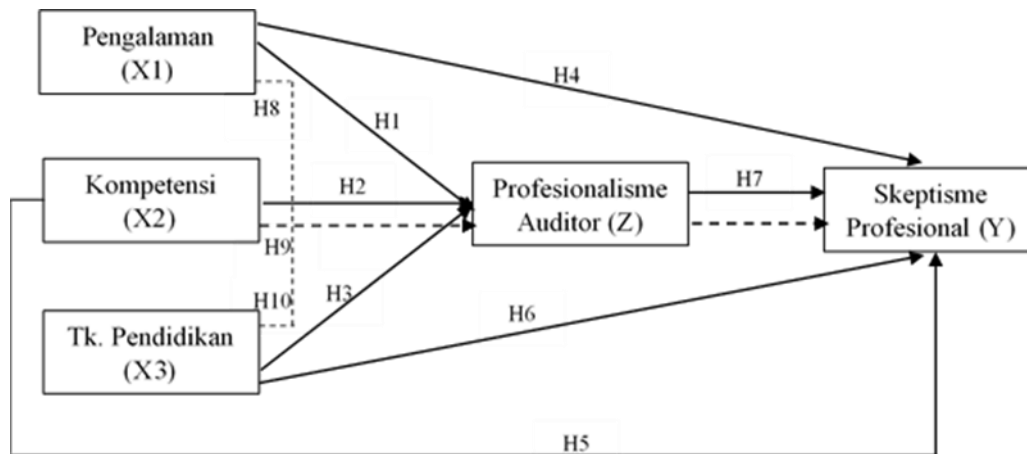 Pengalaman
(X1)
H4
H8
H1
Kompetensi
(X2)
H2
Profesionalisme
Auditor (Z)
H7
Skeptisme
Profesional (Y)
H9
H10
H3
H6
Tk. Pendidikan
(X3)
H5